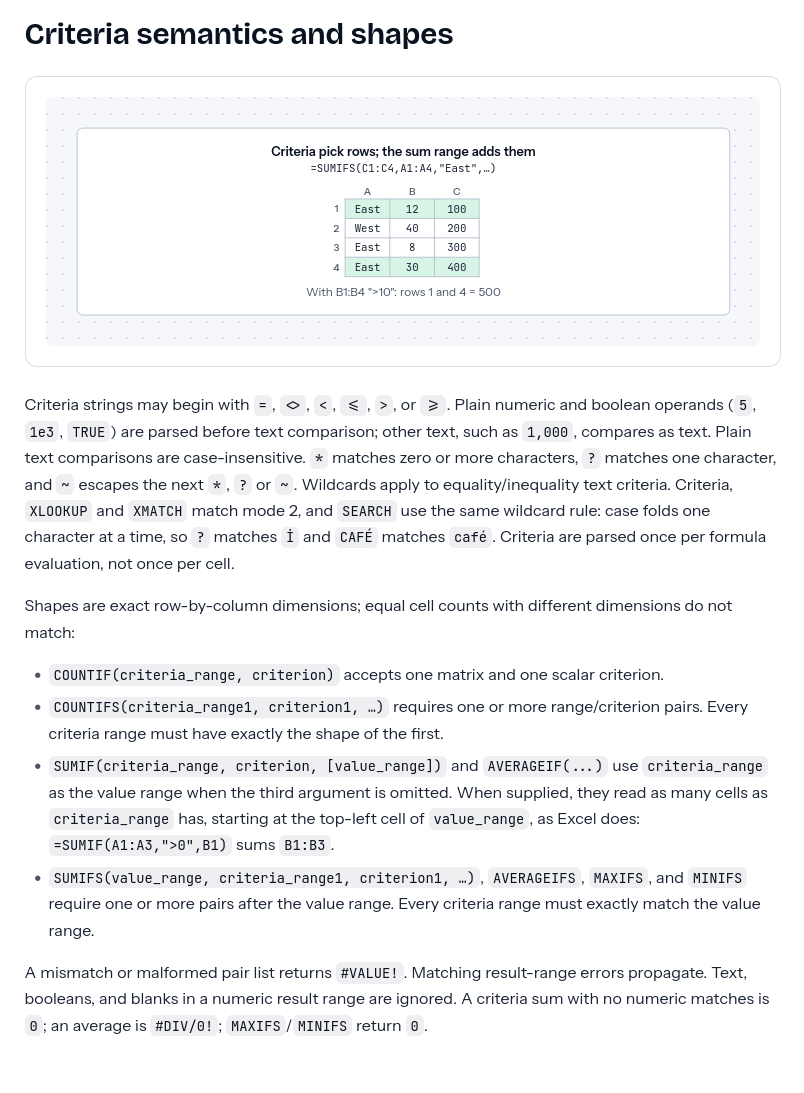 Criteria semantics and shapes
Criteria pick rows; the sum range adds them
=SUMIFS(C1:C4,A1:A4,"East",…)
A B C
1 East 12 100
2 West 40 200
3 East 8 300
4 East 30 400
With B1:B4 ">10": rows 1 and 4 = 500
Criteria strings may begin with =, <>, <, <=, >, or >=. Plain numeric and boolean operands (5,
1e3, TRUE) are parsed before text comparison; other text, such as 1,000, compares as text. Plain
text comparisons are case-insensitive. * matches zero or more characters, ? matches one character,
and ~ escapes the next *, ? or ~. Wildcards apply to equality/inequality text criteria. Criteria,
XLOOKUP and XMATCH match mode 2, and SEARCH use the same wildcard rule: case folds one
character at a time, so ? matches İ and CAFÉ matches café. Criteria are parsed once per formula
evaluation, not once per cell.
Shapes are exact row-by-column dimensions; equal cell counts with different dimensions do not
match:
• COUNTIF(criteria_range, criterion) accepts one matrix and one scalar criterion.
• COUNTIFS(criteria_range1, criterion1, …) requires one or more range/criterion pairs. Every
criteria range must have exactly the shape of the first.
• SUMIF(criteria_range, criterion, [value_range]) and AVERAGEIF(...) use criteria_range
as the value range when the third argument is omitted. When supplied, they read as many cells as
criteria_range has, starting at the top-left cell of value_range, as Excel does:
=SUMIF(A1:A3,">0",B1) sums B1:B3.
• SUMIFS(value_range, criteria_range1, criterion1, …), AVERAGEIFS, MAXIFS, and MINIFS
require one or more pairs after the value range. Every criteria range must exactly match the value
range.
A mismatch or malformed pair list returns #VALUE!. Matching result-range errors propagate. Text,
booleans, and blanks in a numeric result range are ignored. A criteria sum with no numeric matches is
0; an average is #DIV/0!; MAXIFS/MINIFS return 0.